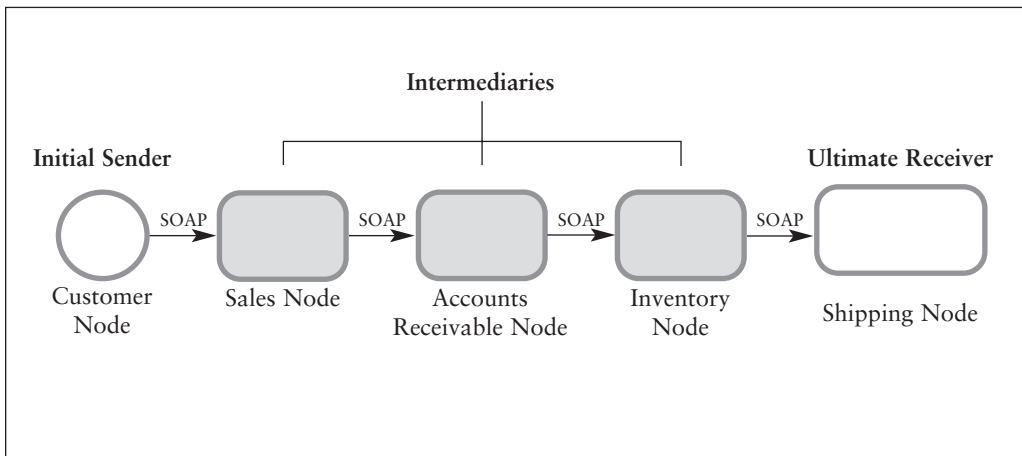 Intermediaries
Initial Sender
Ultimate Receiver
SOAP
SOAP
SOAP
SOAP
Customer
Node
Sales Node
Accounts
Receivable Node
Inventory
Node
Shipping Node